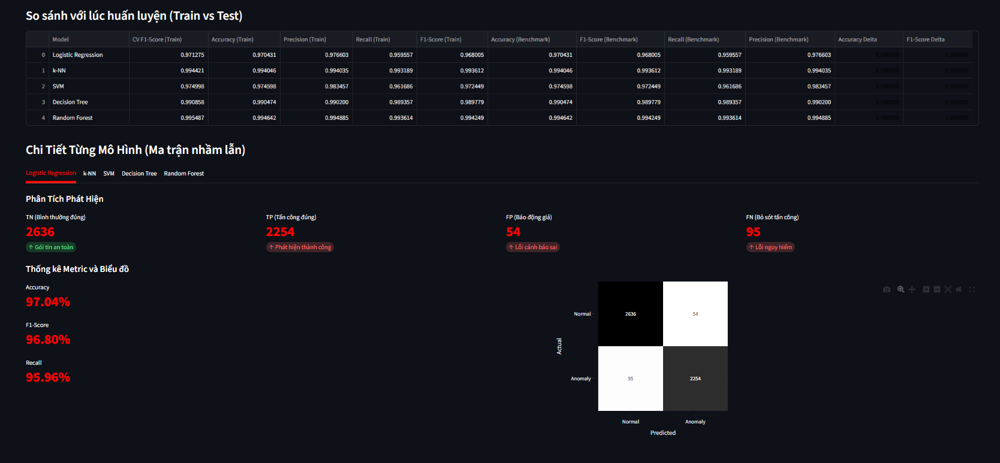 So sánh với lúc huấn luyện (Train vs Test)
Model CV F1-Score (Train) Accuracy (Train) Precision (Train) Recall (Train) F1-Score (Train) Accuracy (Benchmark) F1-Score (Benchmark) Recall (Benchmark) Precision (Benchmark) Accuracy Delta F1-Score Delta
0 Logistic Regression 0.971275 0.970431 0.976603 0.959557 0.968005 0.970431 0.968005 0.959557 0.976603 0.000000 0.000000
1 k-NN 0.994421 0.994046 0.994035 0.993189 0.993612 0.994046 0.993612 0.993189 0.994035 0.000000 0.000000
2 SVM 0.974998 0.974598 0.983457 0.961686 0.972449 0.974598 0.972449 0.961686 0.983457 0.000000 0.000000
3 Decision Tree 0.990858 0.990474 0.990200 0.989357 0.989779 0.990474 0.989779 0.989357 0.990200 0.000000 0.000000
4 Random Forest 0.995487 0.994642 0.994885 0.993614 0.994249 0.994642 0.994249 0.993614 0.994885 0.000000 0.000000
Chi Tiết Từng Mô Hình (Ma trận nhầm lẫn)
Logistic Regression k-NN SVM Decision Tree Random Forest
Phân Tích Phát Hiện
TN (Bình thường đúng) TP (Tấn công đúng) FP (Báo động giả) FN (Bỏ sót tấn công)
2636 2254 54 95
↑ Gói tin an toàn ↑ Phát hiện thành công ↑ Lỗi cảnh báo sai ↑ Lỗi nguy hiểm
Thống kê Metric và Biểu đồ
Accuracy
97.04%
F1-Score
96.80%
Recall
95.96%
Normal 2636 54
Actual
Anomaly 95 2254
Normal Anomaly
Predicted